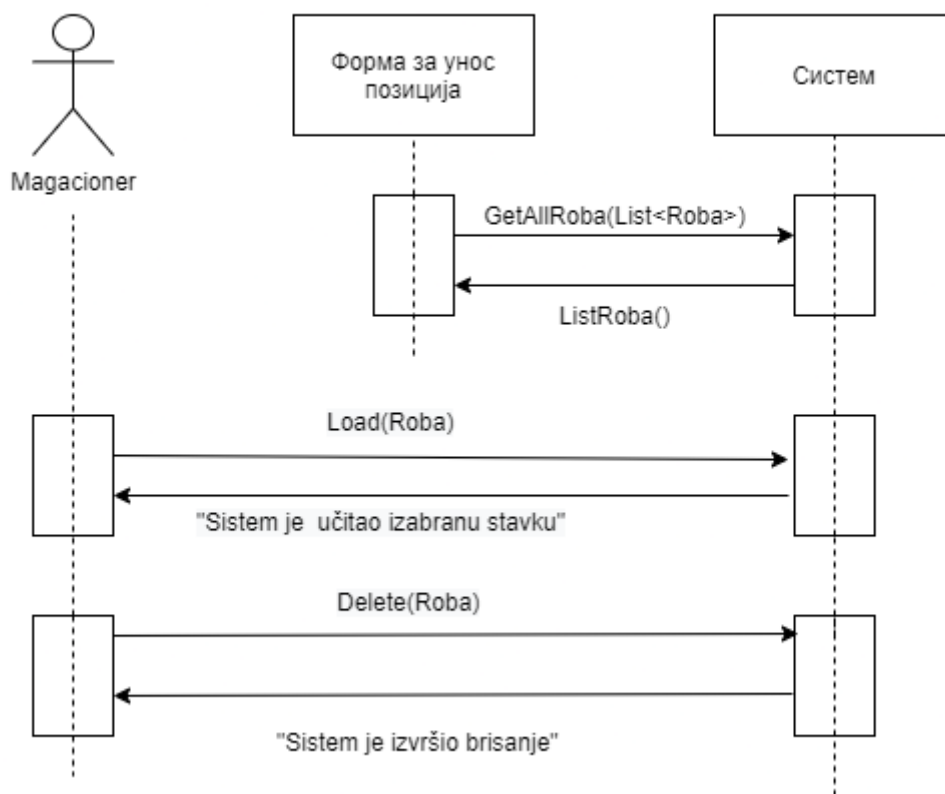 Форма за унос
позиција
Систем
Magacioner
GetAllRoba(List<Roba>)
ListRoba()
Load(Roba)
"Sistem je  učitao izabranu stavku"
Delete(Roba)
"Sistem je izvršio brisanje"